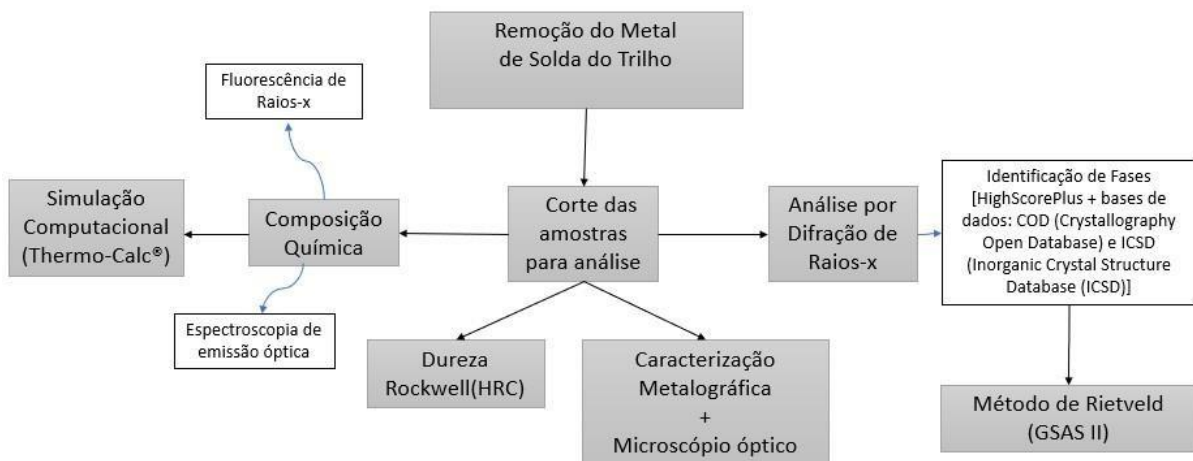 Remoção do Metal
de Solda do Trilho
Fluorescência de
Raios-x
Simulação
Computacional
(Thermo-Calc®)
Composição
Química
Corte das
amostras
para análise
Análise por
Difração de
Raios-x
Identificação de Fases
[HighScorePlus + bases de
dados: COD (Crystallography
Open Database) e ICSD
(Inorganic Crystal Structure
Database (ICSD)]
Espectroscopia de
emissão óptica
Dureza
Rockwell(HRC)
Caracterização
Metalográfica
+
Microscópio óptico
Método de Rietveld
(GSAS II)